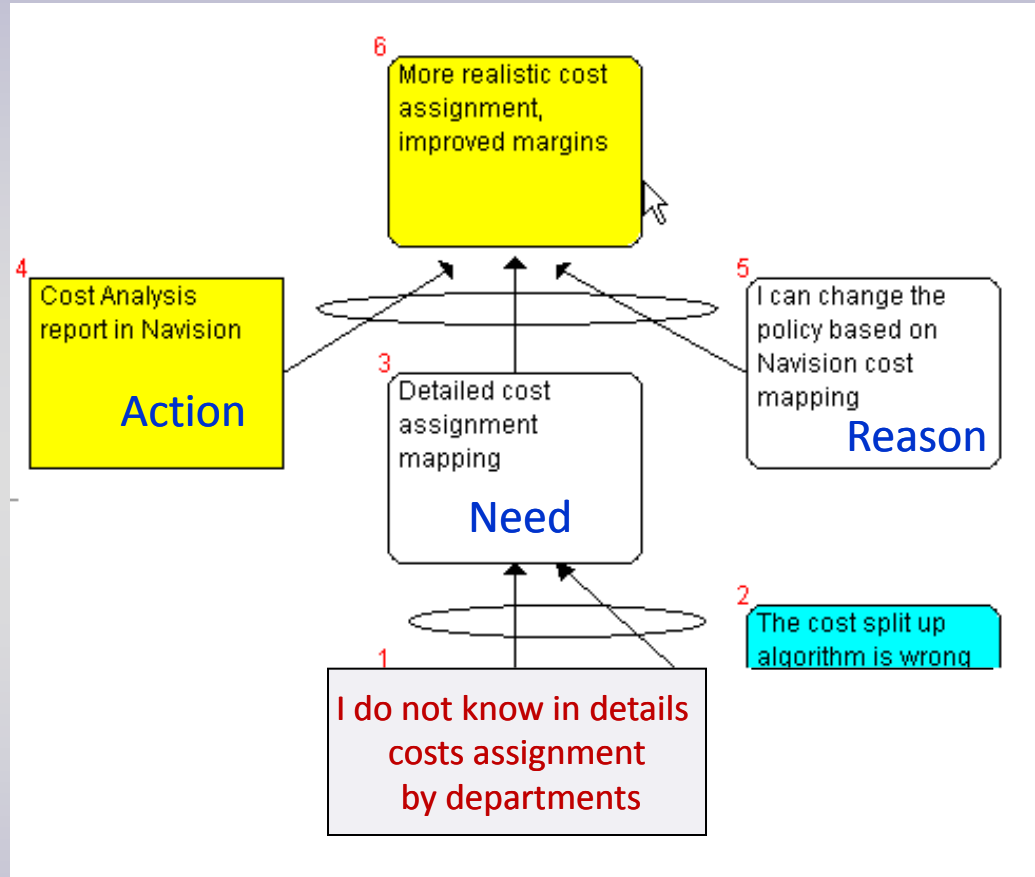 6
More realistic cost
assignment,
improved margins
4
Cost Analysis
report in Navision
Action
5
I can change the
policy based on
Navision cost
mapping
Reason
3
Detailed cost
assignment
mapping
Need
2
The cost split up
algorithm is wrong
1
I do not know in details
costs assignment
by departments